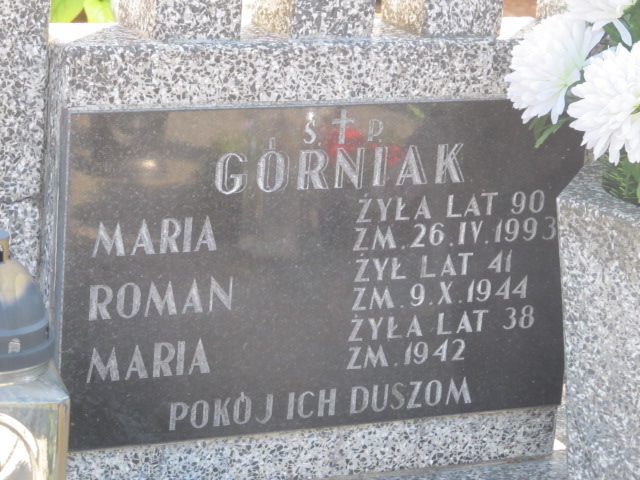 Ś. P.
GÓRNIAK
MARIA ŻYŁA LAT 90
ZM. 26. IV. 1993
ROMAN ŻYŁ LAT 41
ZM. 9. X. 1944
MARIA ŻYŁA LAT 38
ZM. 1942
POKÓJ ICH DUSZOM